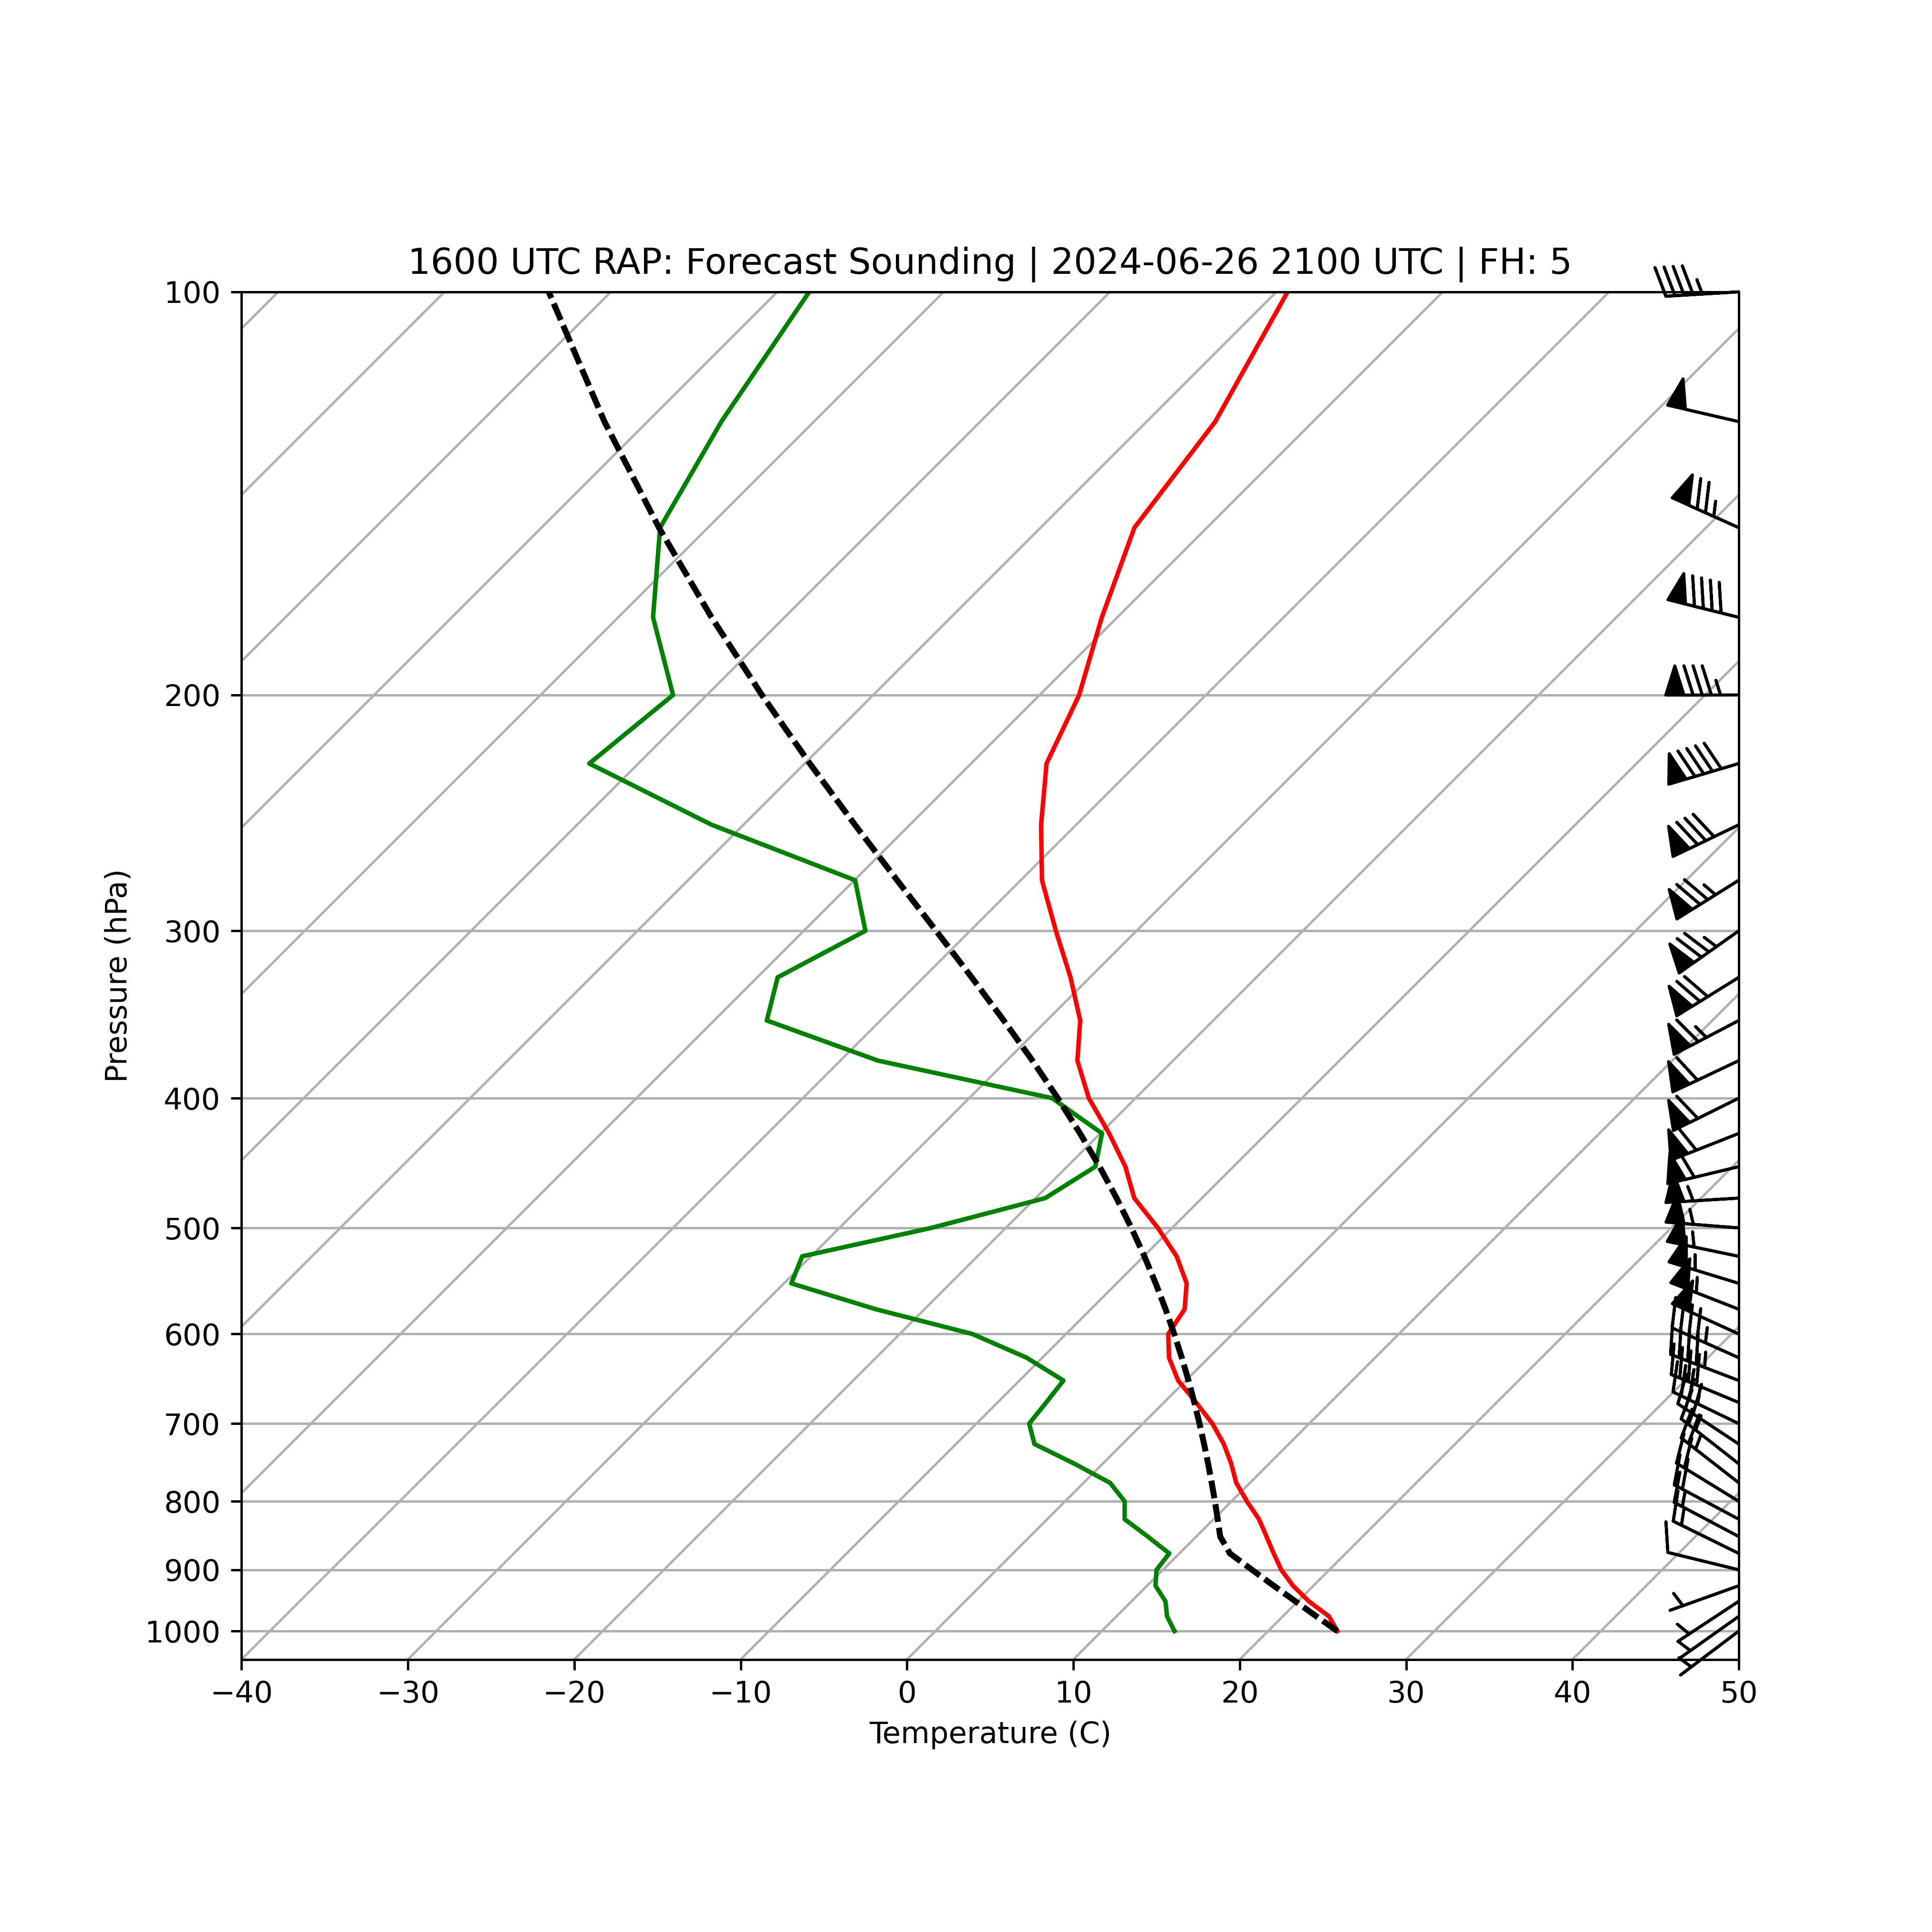 1600 UTC RAP: Forecast Sounding | 2024-06-26 2100 UTC | FH: 5
100
200
300
400
500
600
700
800
900
1000
Pressure (hPa)
−40 −30 −20 −10 0 10 20 30 40 50
Temperature (C)